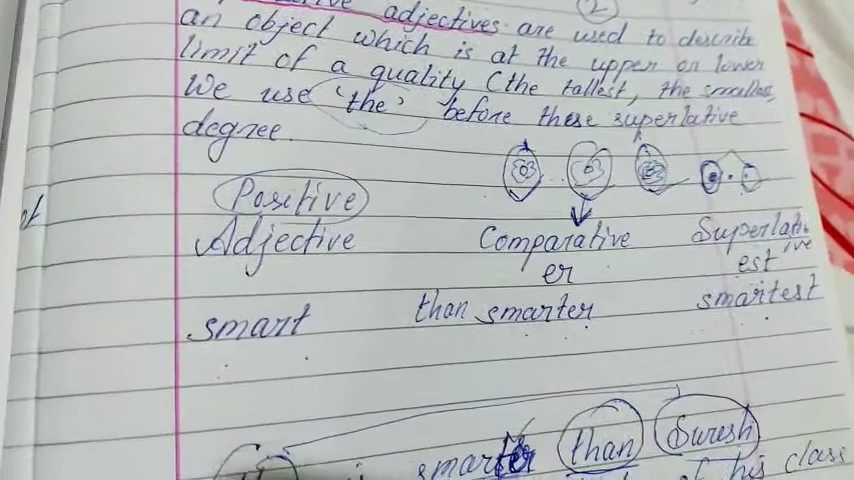 adjectives are used to describe
an object which is at the upper or lower
limit of a quality (the tallest, the smallest,
We use 'the' before these superlative
degree.
Positive
Adjective Comparative Superlative
er est
smart than smarter smartest
smarter than Suresh
his class